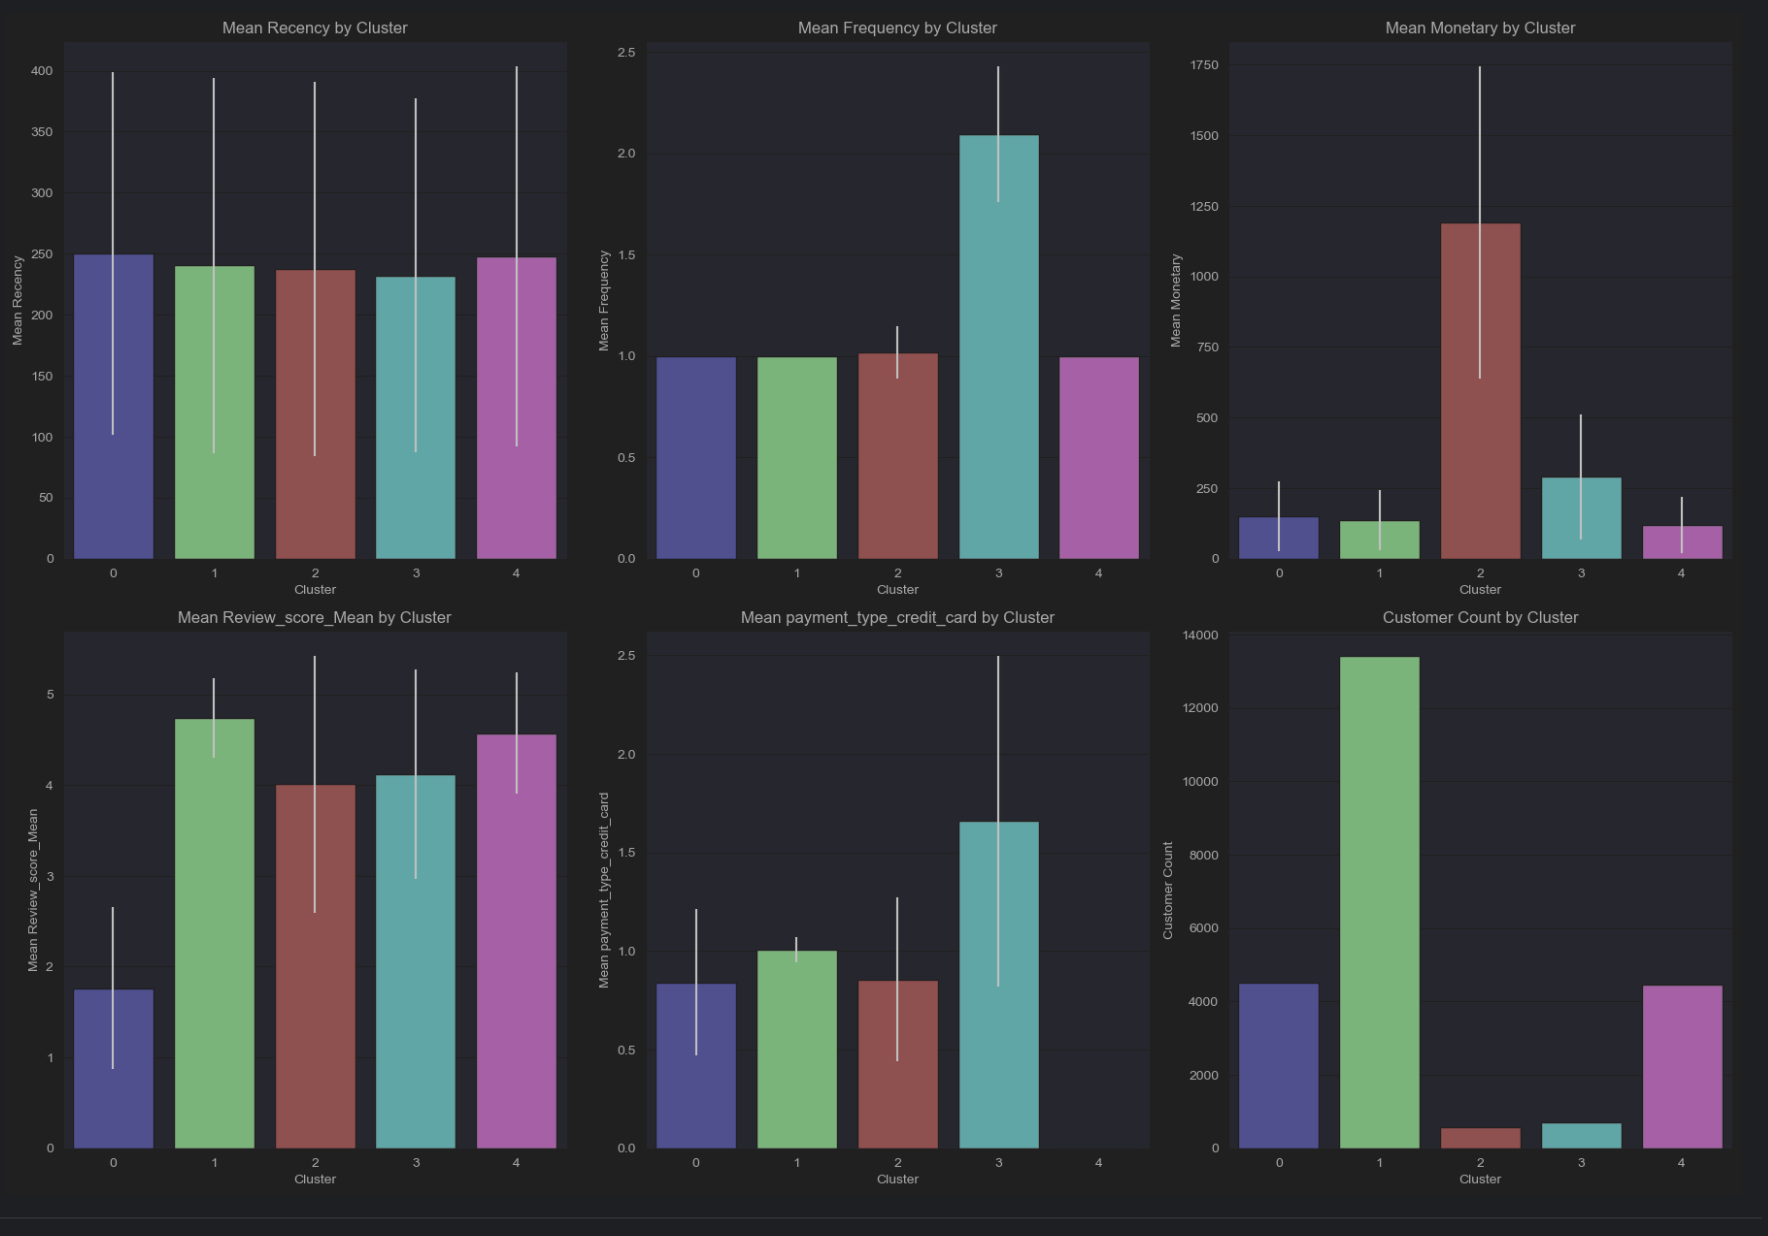 Mean Recency by Cluster
Mean Recency
400
350
300
250
200
150
100
50
0
0 1 2 3 4
Cluster
Mean Frequency by Cluster
Mean Frequency
2.5
2.0
1.5
1.0
0.5
0.0
0 1 2 3 4
Cluster
Mean Monetary by Cluster
Mean Monetary
1750
1500
1250
1000
750
500
250
0
0 1 2 3 4
Cluster
Mean Review_score_Mean by Cluster
Mean Review_score_Mean
5
4
3
2
1
0
0 1 2 3 4
Cluster
Mean payment_type_credit_card by Cluster
Mean payment_type_credit_card
2.5
2.0
1.5
1.0
0.5
0.0
0 1 2 3 4
Cluster
Customer Count by Cluster
Customer Count
14000
12000
10000
8000
6000
4000
2000
0
0 1 2 3 4
Cluster